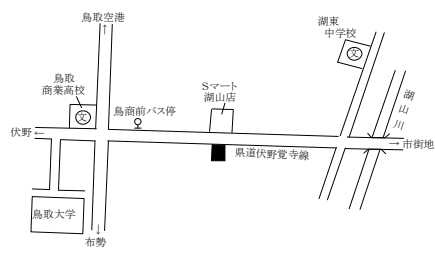 鳥取空港
↑
湖東
中学校
文
鳥取
商業高校
文
Sマート
湖山店
鳥商前バス停
湖山川
伏野←
→市街地
県道伏野覚寺線
鳥取大学
↓
布勢